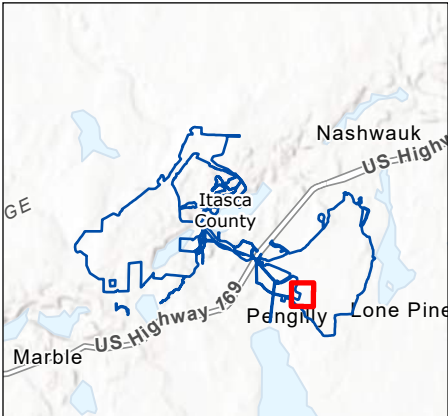 Nashwauk
US Highw
Itasca
County
GE
US Highway 169
Pengilly
Lone Pine
Marble